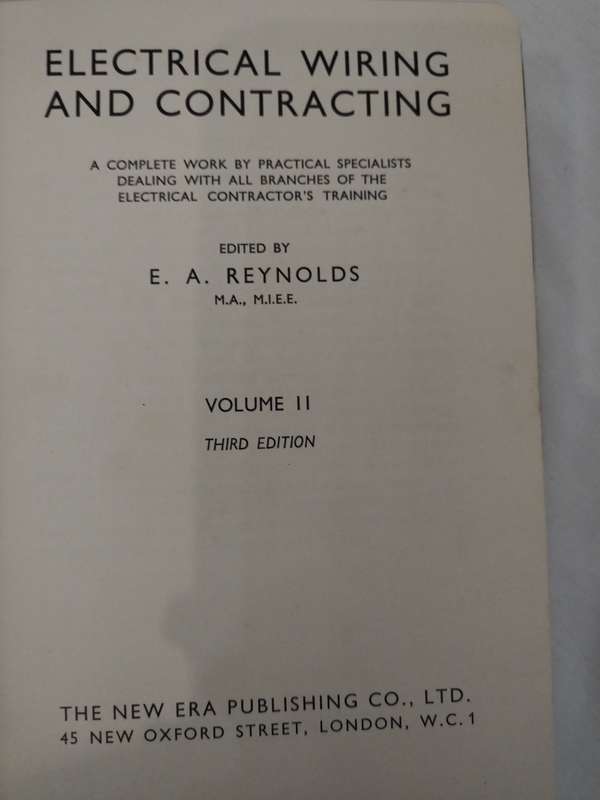 ELECTRICAL WIRING
AND CONTRACTING
A COMPLETE WORK BY PRACTICAL SPECIALISTS
DEALING WITH ALL BRANCHES OF THE
ELECTRICAL CONTRACTOR'S TRAINING
EDITED BY
E. A. REYNOLDS
M.A., M.I.E.E.
VOLUME II
THIRD EDITION
THE NEW ERA PUBLISHING CO., LTD.
45 NEW OXFORD STREET, LONDON, W.C.1